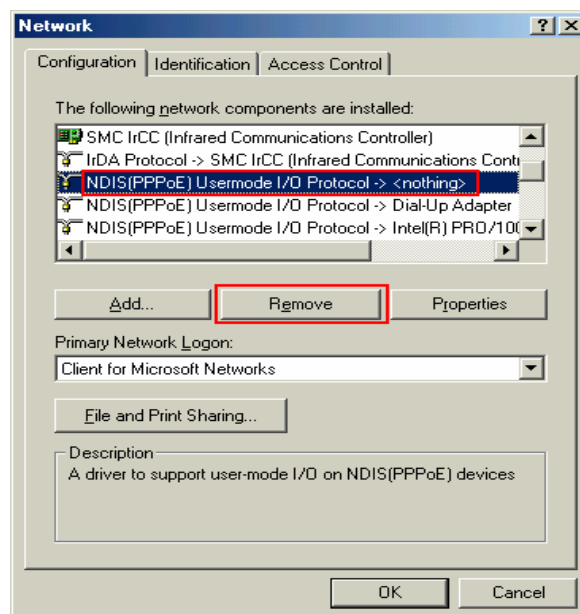 Network
Configuration Identification Access Control
The following network components are installed:
SMC IrCC (Infrared Communications Controller)
IrDA Protocol -> SMC IrCC (Infrared Communications Contr
NDIS(PPPoE) Usermode I/O Protocol -> <nothing>
NDIS(PPPoE) Usermode I/O Protocol -> Dial-Up Adapter
NDIS(PPPoE) Usermode I/O Protocol -> Intel(R) PRO/100
Add... Remove Properties
Primary Network Logon:
Client for Microsoft Networks
File and Print Sharing...
Description
A driver to support user-mode I/O on NDIS(PPPoE) devices
OK Cancel